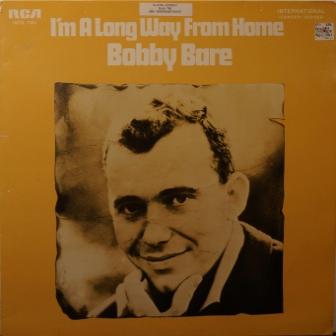 RCA
INTERNATIONAL
I'm A Long Way From Home
Bobby Bare